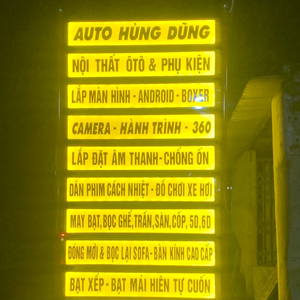 AUTO HÙNG DŨNG
NỘI THẤT ÔTÔ & PHỤ KIỆN
LẮP MÀN HÌNH - ANDROID - BOXER
CAMERA - HÀNH TRÌNH - 360
LẮP ĐẶT ÂM THANH-CHỐNG ỒN
DÁN PHIM CÁCH NHIỆT - ĐỒ CHƠI XE HƠI
MAY BẠT, BỌC GHẾ, TRẦN, SÀN, CỐP, 5D,6D
ĐÓNG MỚI & BỌC LẠI SOFA-BÀN KÍNH CAO CẤP
BẠT XẾP - BẠT MÁI HIÊN TỰ CUỐN